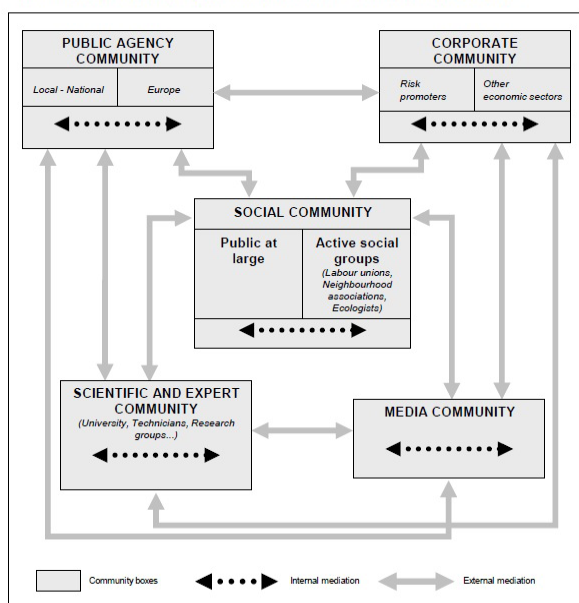 PUBLIC AGENCY
COMMUNITY
Local - National
Europe
CORPORATE
COMMUNITY
Risk
promoters
Other
economic sectors
SOCIAL COMMUNITY
Public at
large
Active social
groups
(Labour unions,
Neighbourhood
associations,
Ecologists)
SCIENTIFIC AND EXPERT
COMMUNITY
(University, Technicians, Research
groups...)
MEDIA COMMUNITY
Community boxes
Internal mediation
External mediation